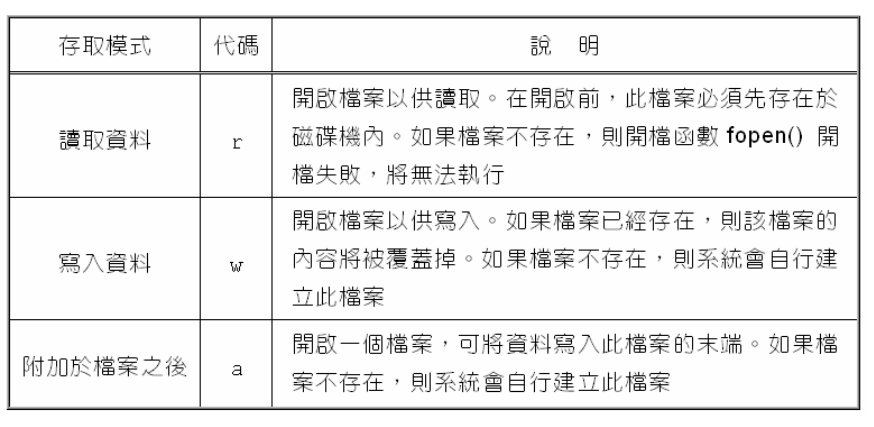 存取模式 代碼 說 明
讀取資料 r 開啟檔案以供讀取。在開啟前，此檔案必須先存在於
磁碟機內。如果檔案不存在，則開檔函數 fopen() 開
檔失敗，將無法執行
寫入資料 w 開啟檔案以供寫入。如果檔案已經存在，則該檔案的
內容將被覆蓋掉。如果檔案不存在，則系統會自行建
立此檔案
附加於檔案之後 a 開啟一個檔案，可將資料寫入此檔案的末端。如果檔
案不存在，則系統會自行建立此檔案